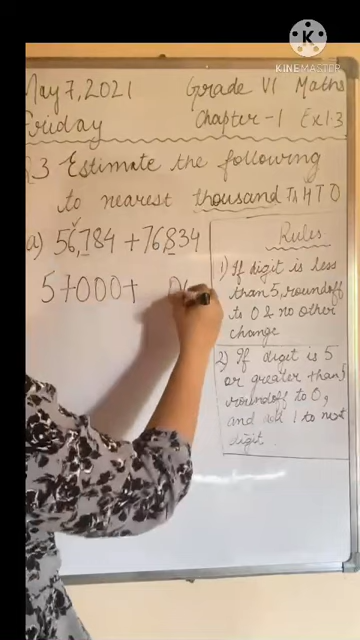 KINEMASTER
May 7, 2021 Grade VI Maths
Friday Chapter-1 Ex 1.3
Q3 Estimate the following
to nearest thousand Th H T O
a) 56,784 + 76,834
57000+
Rules
1) If digit is less
than 5, roundoff
to 0 & no other
change
2) If digit is 5
or greater than 5
roundoff to 0,
and add 1 to next
digit